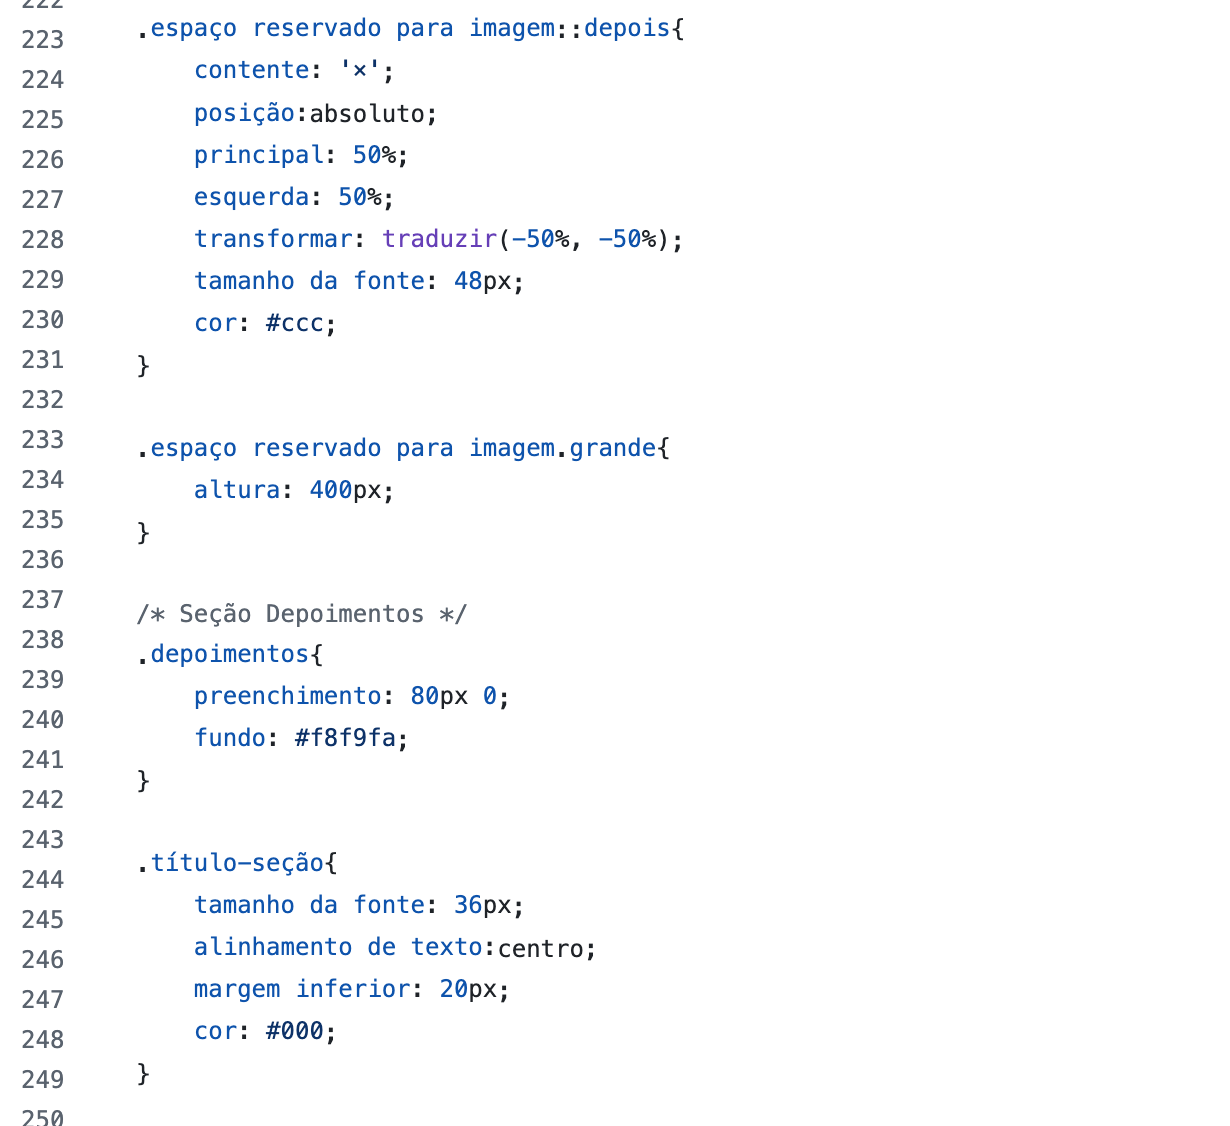 222
223 .espaço reservado para imagem::depois{
224 contente: '×';
225 posição:absoluto;
226 principal: 50%;
227 esquerda: 50%;
228 transformar: traduzir(-50%, -50%);
229 tamanho da fonte: 48px;
230 cor: #ccc;
231 }
232
233 .espaço reservado para imagem.grande{
234 altura: 400px;
235 }
236
237 /* Seção Depoimentos */
238 .depoimentos{
239 preenchimento: 80px 0;
240 fundo: #f8f9fa;
241 }
242
243 .título-seção{
244 tamanho da fonte: 36px;
245
246 alinhamento de texto:centro;
247 margem inferior: 20px;
248 cor: #000;
249 }
250